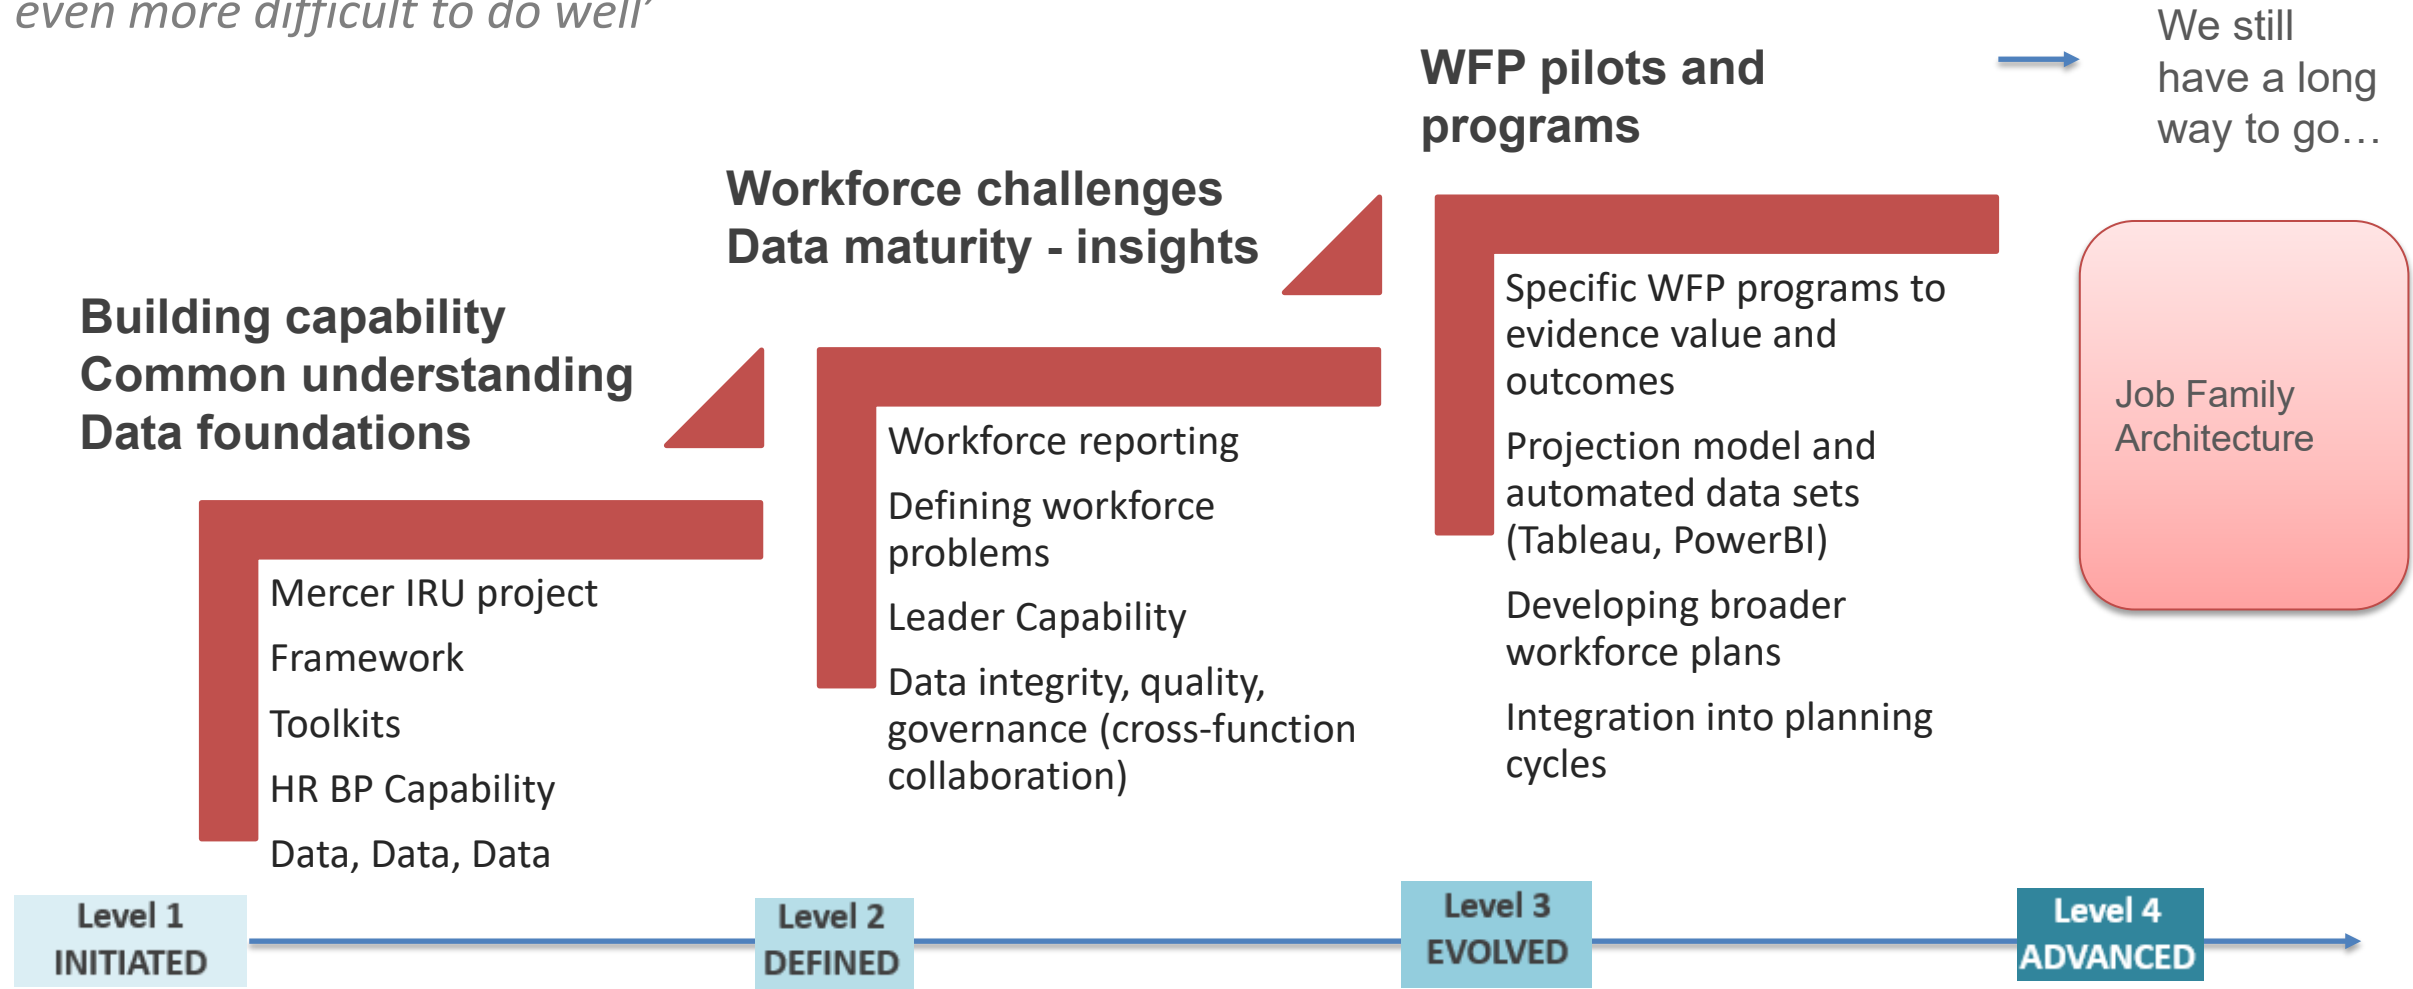 even more difficult to do well’
Building capability
Common understanding
Data foundations
Mercer IRU project
Framework
Toolkits
HR BP Capability
Data, Data, Data
Workforce challenges
Data maturity - insights
Workforce reporting
Defining workforce
problems
Leader Capability
Data integrity, quality,
governance (cross-function
collaboration)
WFP pilots and
programs
Specific WFP programs to
evidence value and
outcomes
Projection model and
automated data sets
(Tableau, PowerBI)
Developing broader
workforce plans
Integration into planning
cycles
We still
have a long
way to go…
Job Family
Architecture
Level 1
INITIATED
Level 2
DEFINED
Level 3
EVOLVED
Level 4
ADVANCED